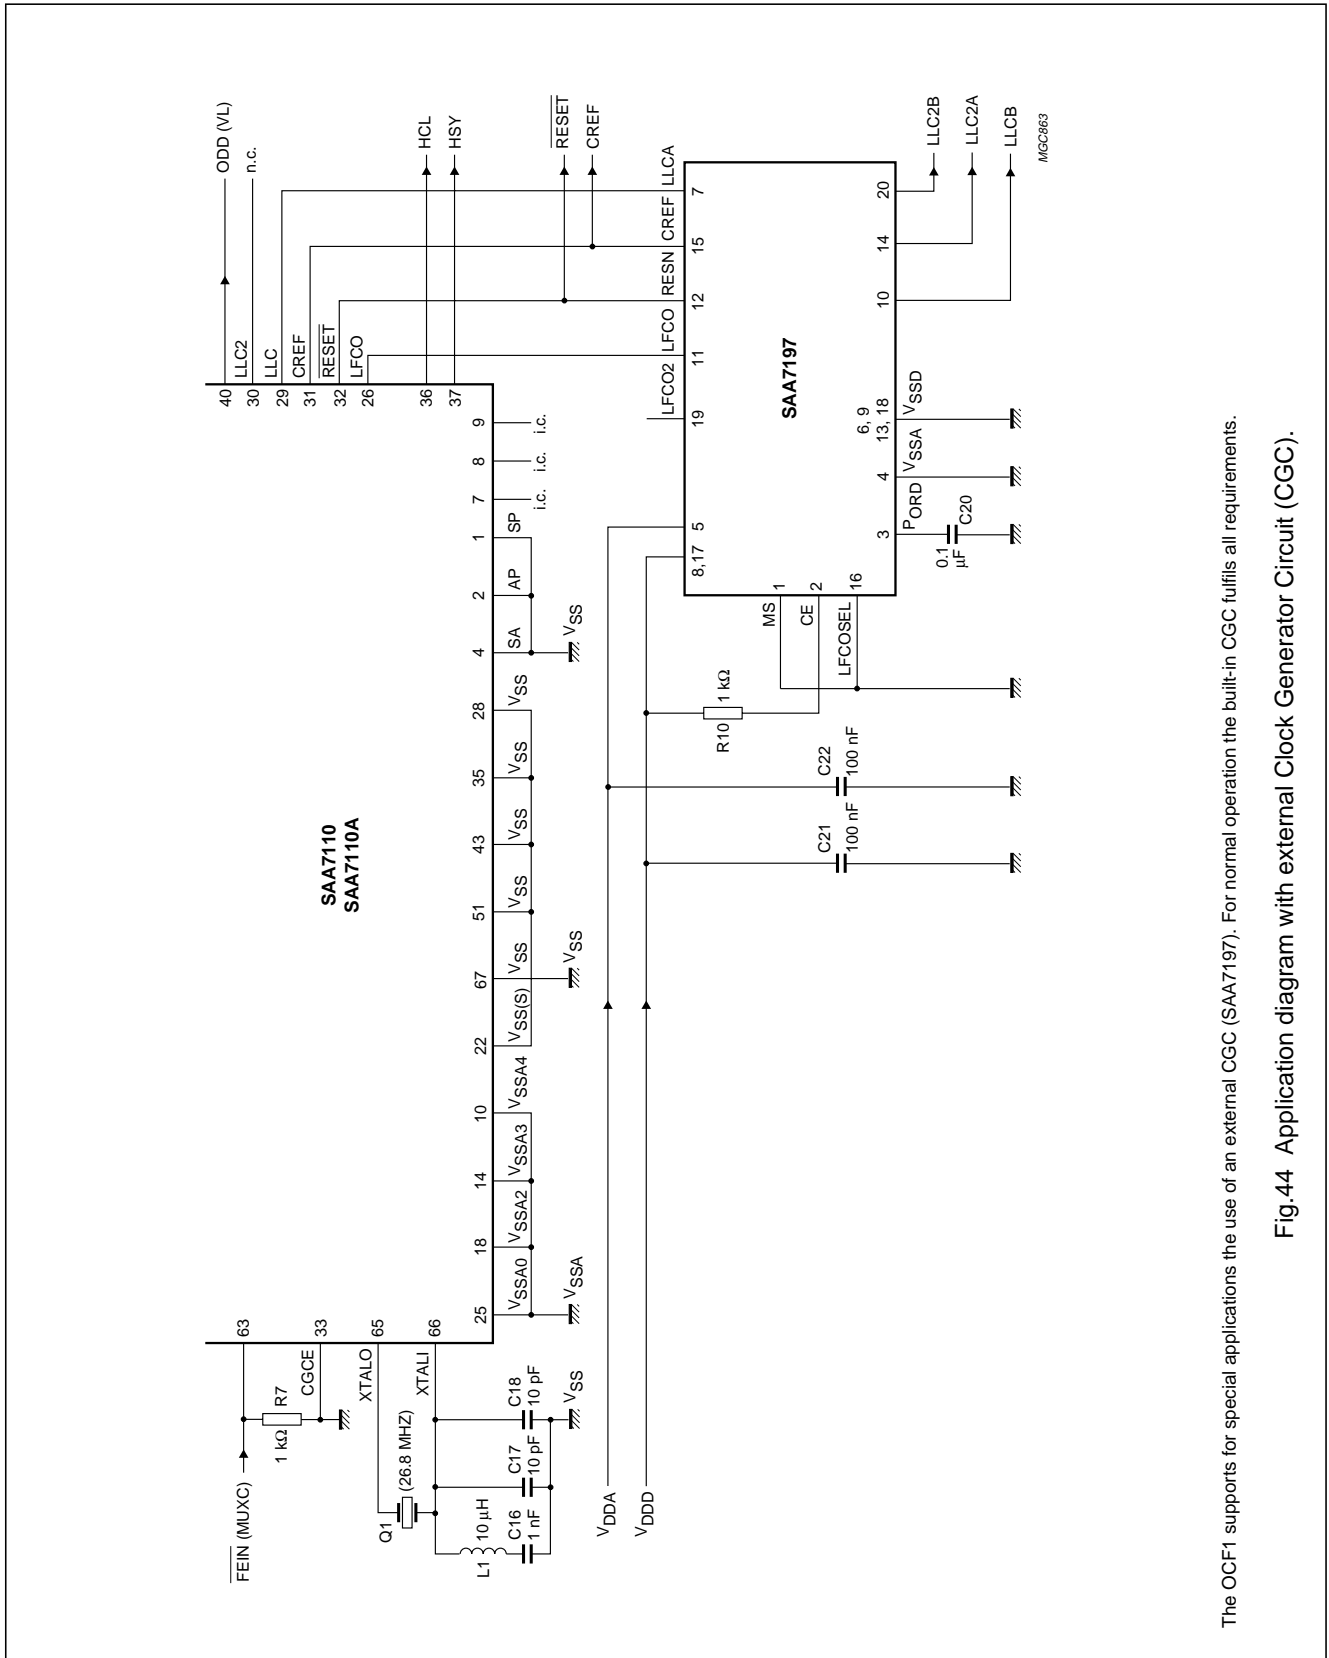 SAA7110
SAA7110A
FEIN (MUXC)
63
R7
1 kΩ
CGCE
33
XTALO
65
XTALI
66
Q1
(26.8 MHZ)
L1
10 μH
C16
1 nF
C17
10 pF
C18
10 pF
VSS
25
VSSA0
18
VSSA2
14
VSSA3
10
VSSA4
VSSA
22
VSS(S)
67
VSS
51
VSS
43
VSS
35
VSS
28
VSS
VSS
4
SA
2
AP
1
SP
VSS
7
i.c.
8
i.c.
9
i.c.
40
ODD (VL)
30
LLC2
n.c.
29
LLC
31
CREF
32
RESET
26
LFCO
36
HCL
37
HSY
RESET
CREF
VDDA
VDDD
C21
100 nF
C22
100 nF
R10
1 kΩ
SAA7197
8,17
5
19
LFCO2
11
LFCO
12
RESN
15
CREF
7
LLCA
MS
1
CE
2
LFCOSEL
16
3
PORD
0.1
μF
C20
4
VSSA
6, 9
13, 18
VSSD
10
14
20
LLC2B
LLC2A
LLCB
MGC863
The OCF1 supports for special applications the use of an external CGC (SAA7197). For normal operation the built-in CGC fulfils all requirements.
Fig.44 Application diagram with external Clock Generator Circuit (CGC).